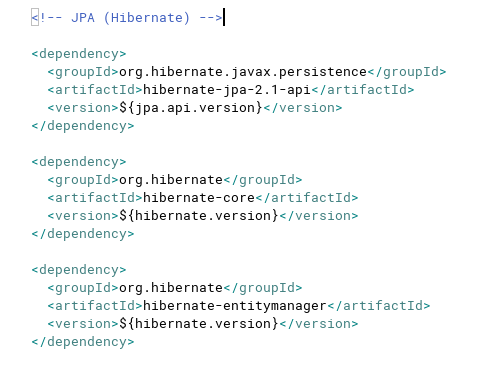 <!-- JPA (Hibernate) -->
<dependency>
<groupId>org.hibernate.javax.persistence</groupId>
<artifactId>hibernate-jpa-2.1-api</artifactId>
<version>${jpa.api.version}</version>
</dependency>
<dependency>
<groupId>org.hibernate</groupId>
<artifactId>hibernate-core</artifactId>
<version>${hibernate.version}</version>
</dependency>
<dependency>
<groupId>org.hibernate</groupId>
<artifactId>hibernate-entitymanager</artifactId>
<version>${hibernate.version}</version>
</dependency>